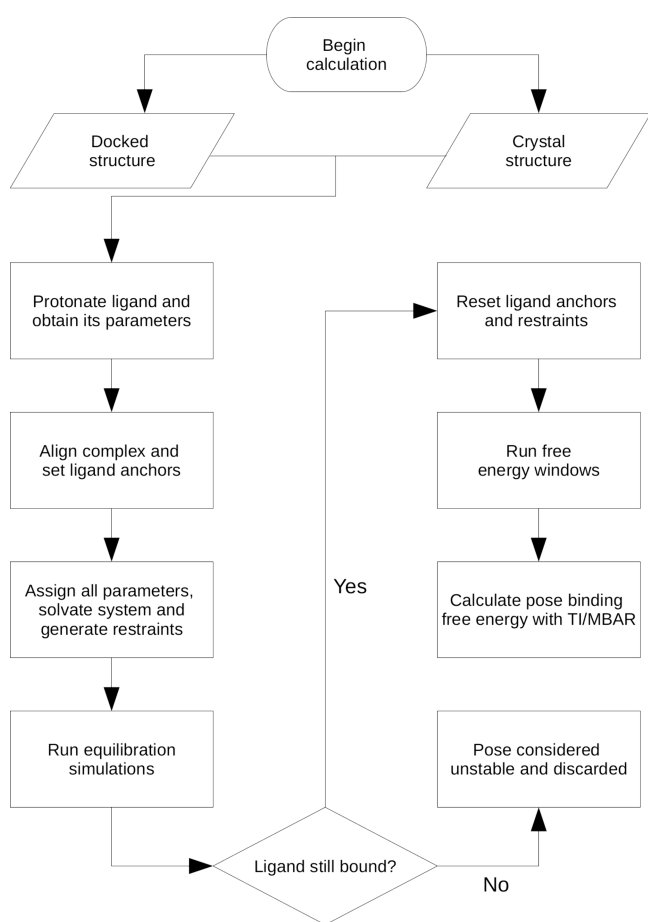 Begin
calculation
Docked
structure
Crystal
structure
Protonate ligand and
obtain its parameters
Align complex and
set ligand anchors
Assign all parameters,
solvate system and
generate restraints
Run equilibration
simulations
Ligand still bound?
Yes
Reset ligand anchors
and restraints
Run free
energy windows
Calculate pose binding
free energy with TI/MBAR
No
Pose considered
unstable and discarded